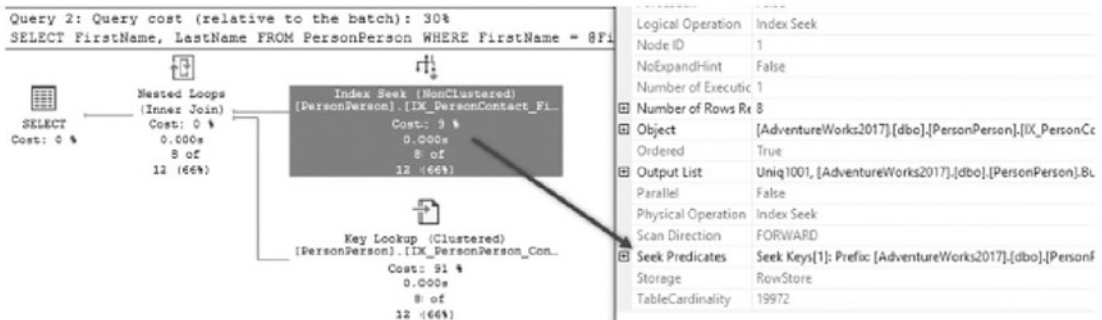 Query 2: Query cost (relative to the batch): 30%
SELECT FirstName, LastName FROM PersonPerson WHERE FirstName = @Fi
SELECT
Cost: 0 %
Nested Loops
(Inner Join)
Cost: 0 %
0.000s
8 of
12 (66%)
Index Seek (NonClustered)
[PersonPerson].[IX_PersonContact_Fi…
Cost: 9 %
0.000s
8 of
12 (66%)
Key Lookup (Clustered)
[PersonPerson].[IX_PersonPerson_Con…
Cost: 91 %
0.000s
8 of
12 (66%)
Logical Operation Index Seek
Node ID 1
NoExpandHint False
Number of Executic 1
Number of Rows Re 8
Object [AdventureWorks2017].[dbo].[PersonPerson].[IX_PersonCc
Ordered True
Output List Uniq1001, [AdventureWorks2017].[dbo].[PersonPerson].Bu
Parallel False
Physical Operation Index Seek
Scan Direction FORWARD
Seek Predicates Seek Keys[1]: Prefix: [AdventureWorks2017].[dbo].[PersonP
Storage RowStore
TableCardinality 19972